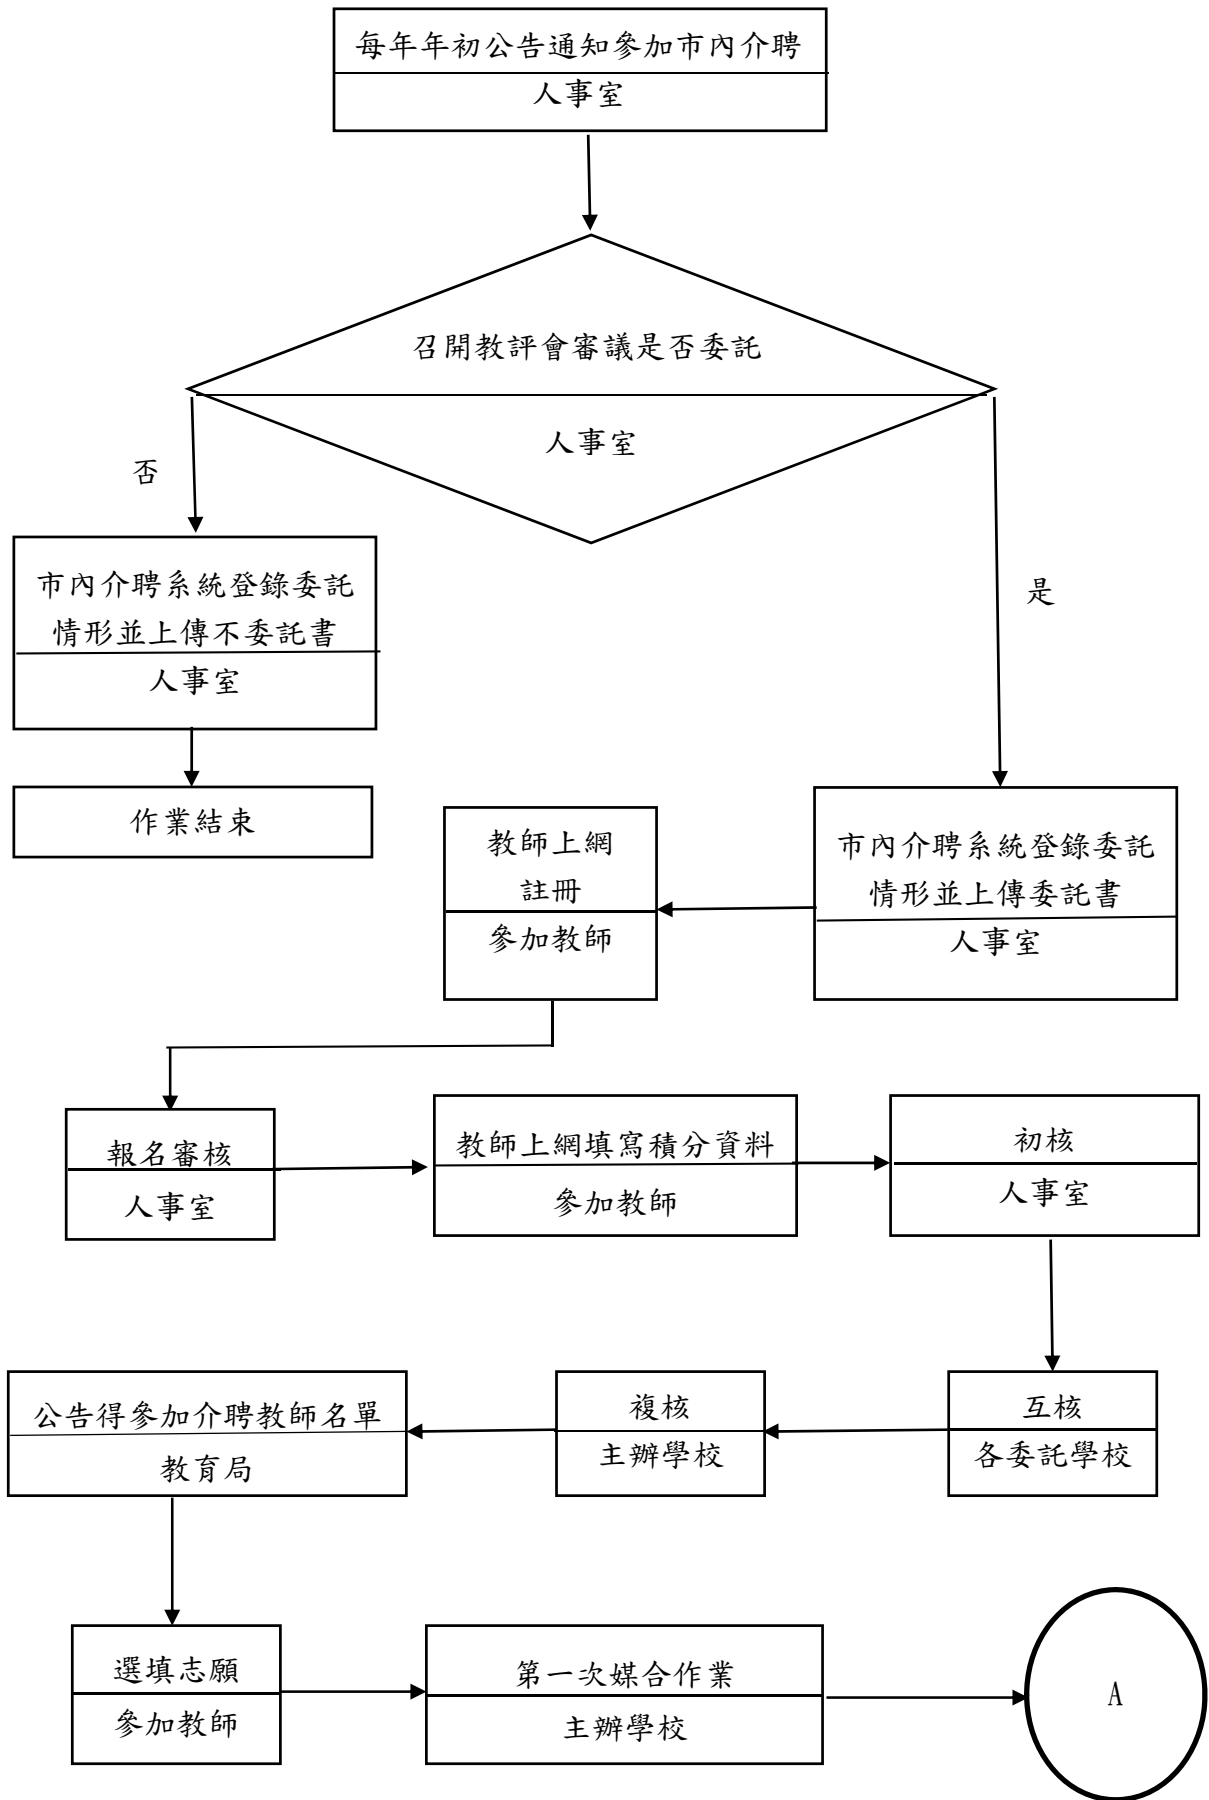 每年年初公告通知參加市內介聘
人事室
召開教評會審議是否委託
人事室
否
是
市內介聘系統登錄委託
情形並上傳不委託書
人事室
作業結束
市內介聘系統登錄委託
情形並上傳委託書
人事室
教師上網
註冊
參加教師
報名審核
人事室
教師上網填寫積分資料
參加教師
初核
人事室
互核
各委託學校
複核
主辦學校
公告得參加介聘教師名單
教育局
選填志願
參加教師
第一次媒合作業
主辦學校
A